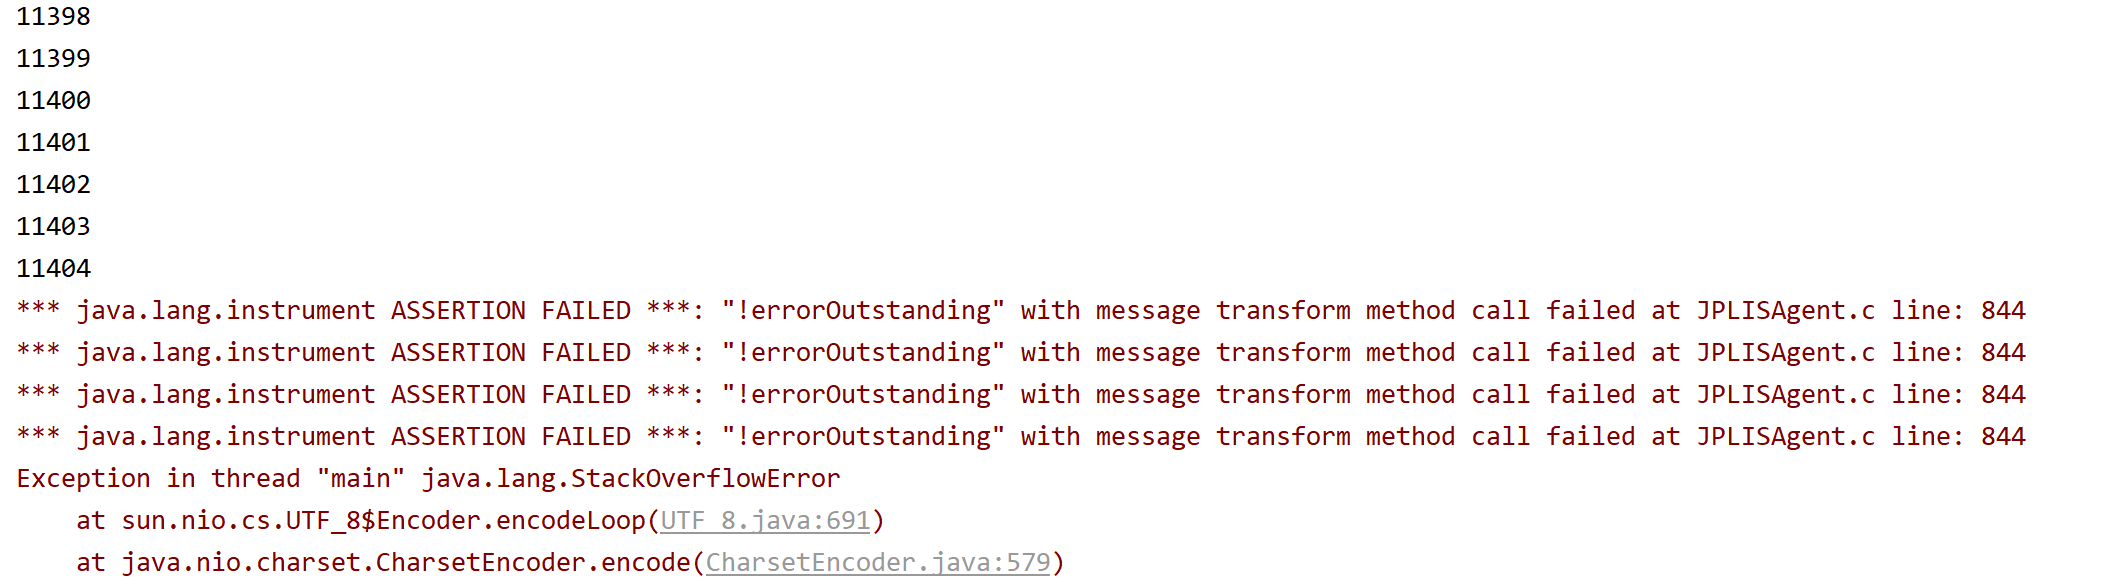 11398
11399
11400
11401
11402
11403
11404
*** java.lang.instrument ASSERTION FAILED ***: "!errorOutstanding" with message transform method call failed at JPLISAgent.c line: 844
*** java.lang.instrument ASSERTION FAILED ***: "!errorOutstanding" with message transform method call failed at JPLISAgent.c line: 844
*** java.lang.instrument ASSERTION FAILED ***: "!errorOutstanding" with message transform method call failed at JPLISAgent.c line: 844
*** java.lang.instrument ASSERTION FAILED ***: "!errorOutstanding" with message transform method call failed at JPLISAgent.c line: 844
Exception in thread "main" java.lang.StackOverflowError
    at sun.nio.cs.UTF_8$Encoder.encodeLoop(UTF_8.java:691)
    at java.nio.charset.CharsetEncoder.encode(CharsetEncoder.java:579)